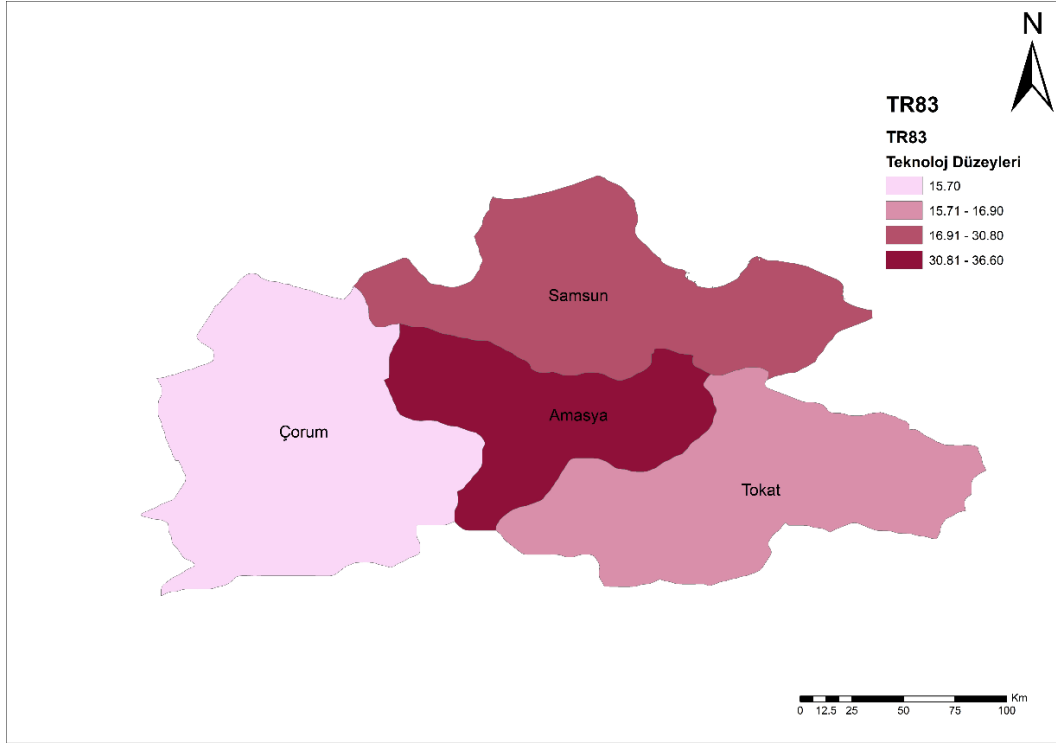 N
TR83
TR83
Teknoloj Düzeyleri
15.70
15.71 - 16.90
16.91 - 30.80
30.81 - 36.60
Samsun
Amasya
Çorum
Tokat
Km
0 12.5 25 50 75 100